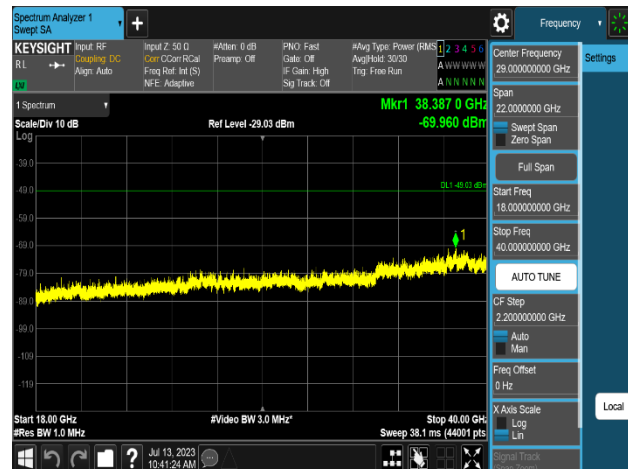 Spectrum Analyzer 1
Swept SA
Frequency
KEYSIGHT
RL
LW
Input: RF
Coupling: DC
Align: Auto
Input Z: 50 Ω
Corr CCorr RCal
Freq Ref: Int (S)
NFE: Adaptive
#Atten: 0 dB
Preamp: Off
PNO: Fast
Gate: Off
IF Gain: High
Sig Track: Off
#Avg Type: Power (RMS
Avg|Hold: 30/30
Trig: Free Run
1 2 3 4 5 6
A W W W W W
A N N N N N
1 Spectrum
Scale/Div 10 dB
Log
Ref Level -29.03 dBm
Mkr1 38.387 0 GHz
-69.960 dBm
-39.0
-49.0
-59.0
-69.0
-79.0
-89.0
-99.0
-109
-119
DL1 -49.03 dBm
1
Start 18.00 GHz
#Res BW 1.0 MHz
#Video BW 3.0 MHz*
Stop 40.00 GHz
Sweep 38.1 ms (44001 pts
Jul 13, 2023
10:41:24 AM
Center Frequency
29.000000000 GHz
Span
22.0000000 GHz
Swept Span
Zero Span
Full Span
Start Freq
18.000000000 GHz
Stop Freq
40.000000000 GHz
AUTO TUNE
CF Step
2.200000000 GHz
Auto
Man
Freq Offset
0 Hz
X Axis Scale
Log
Lin
Signal Track
(Span Zoom)
Settings
Local